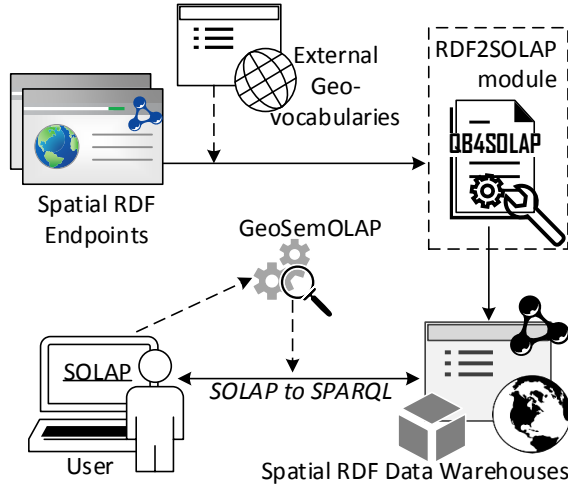 External
Geo-
vocabularies
RDF2SOLAP
module
QB4SOLAP
Spatial RDF
Endpoints
GeoSemOLAP
SOLAP
SOLAP to SPARQL
User
Spatial RDF Data Warehouses